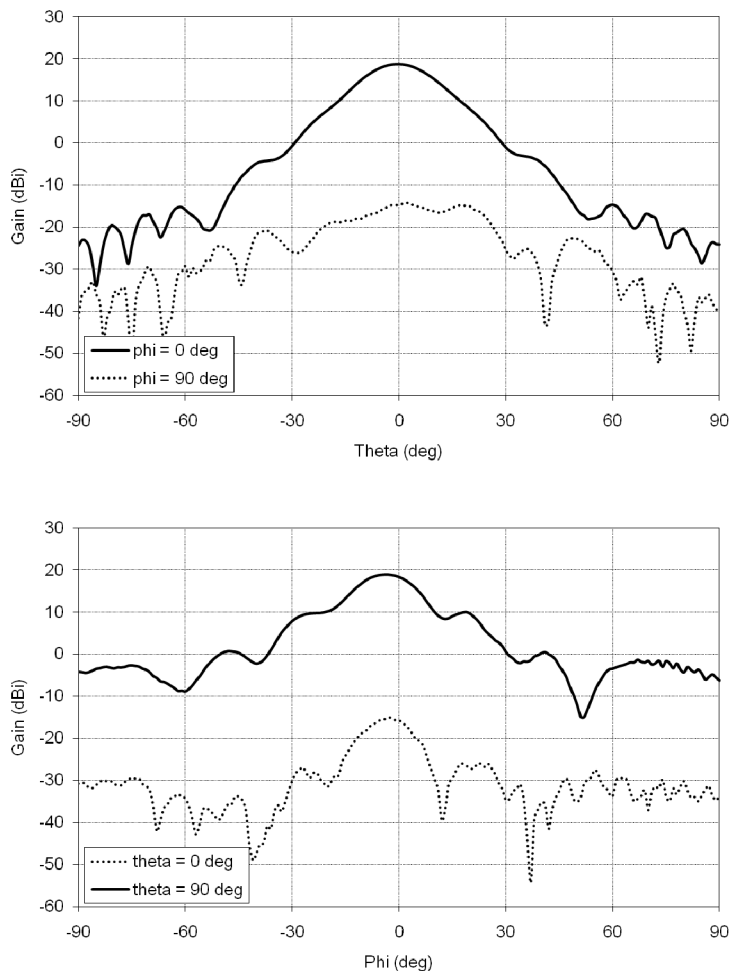 30
20
10
0
-10
-20
-30
-40
-50
-60
Gain (dBi)
phi = 0 deg
phi = 90 deg
-90 -60 -30 0 30 60 90
Theta (deg)
30
20
10
0
-10
-20
-30
-40
-50
-60
Gain (dBi)
theta = 0 deg
theta = 90 deg
-90 -60 -30 0 30 60 90
Phi (deg)